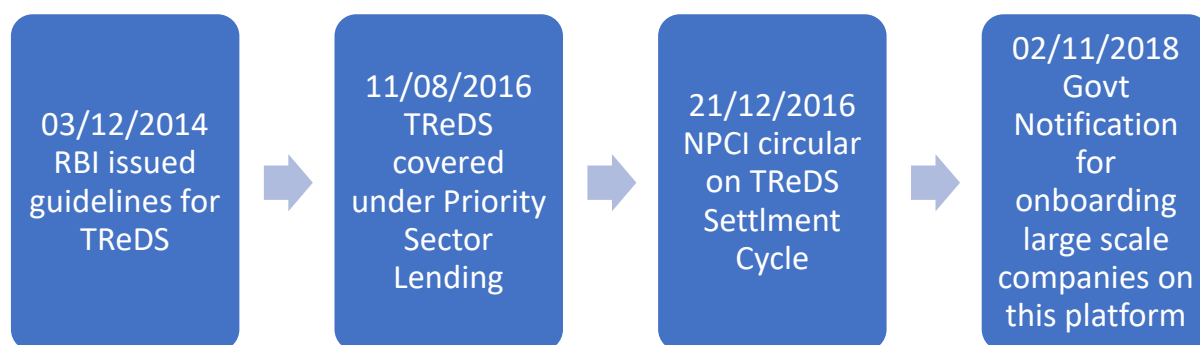 03/12/2014
RBI issued
guidelines for
TReDS
11/08/2016
TReDS
covered
under Priority
Sector
Lending
21/12/2016
NPCI circular
on TReDS
Settlment
Cycle
02/11/2018
Govt
Notification
for
onboarding
large scale
companies on
this platform